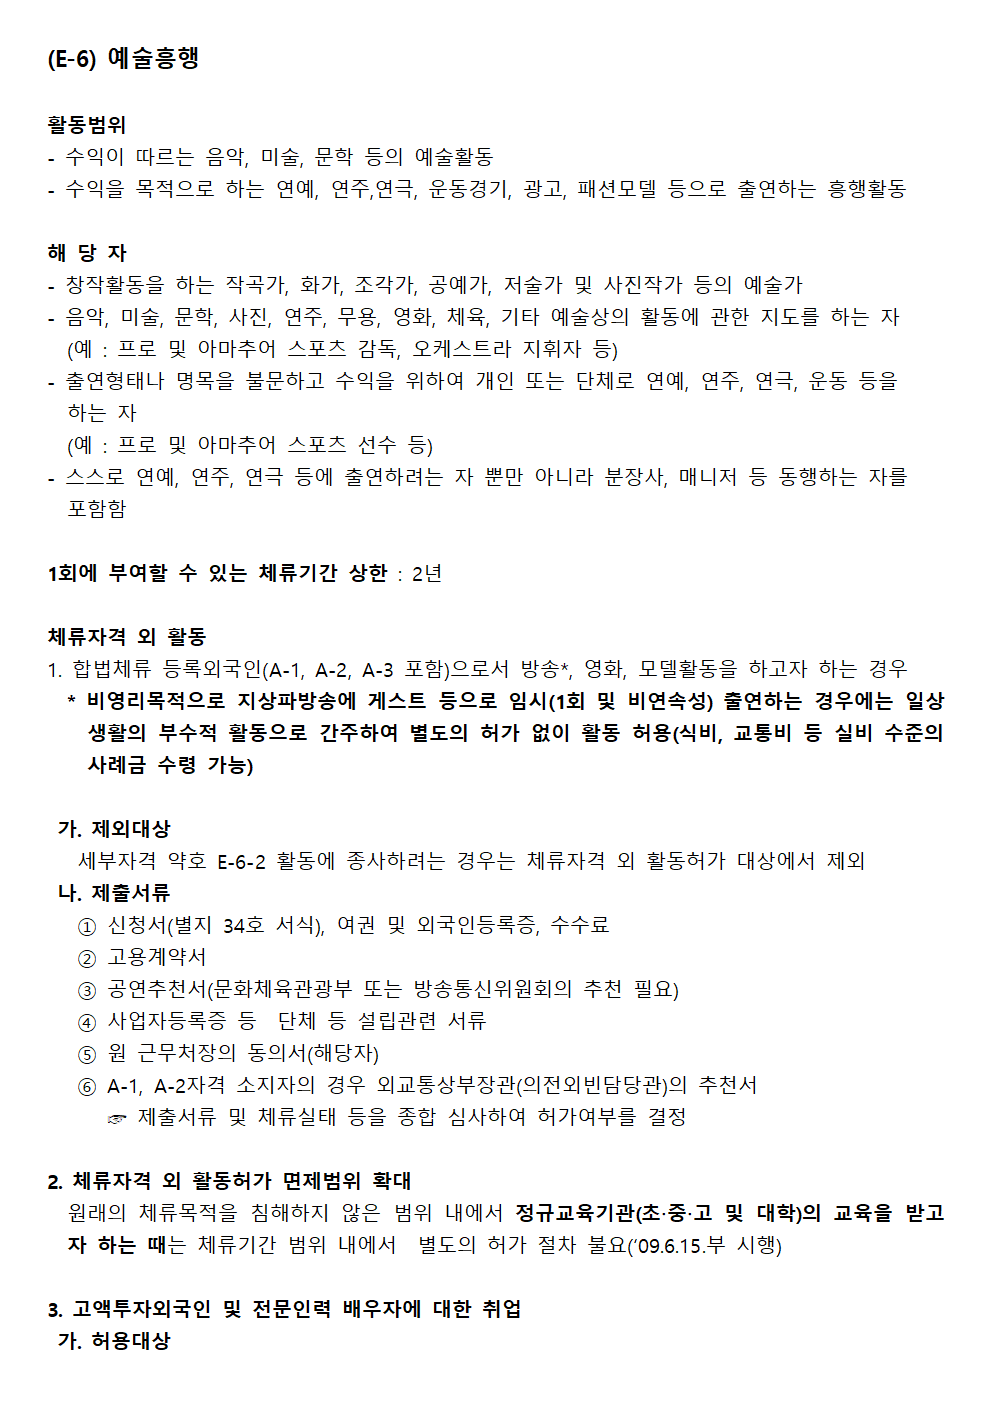 (E-6) 예술흥행
활동범위
- 수익이 따르는 음악, 미술, 문학 등의 예술활동
- 수익을 목적으로 하는 연예, 연주,연극, 운동경기, 광고, 패션모델 등으로 출연하는 흥행활동
해 당 자
- 창작활동을 하는 작곡가, 화가, 조각가, 공예가, 저술가 및 사진작가 등의 예술가
- 음악, 미술, 문학, 사진, 연주, 무용, 영화, 체육, 기타 예술상의 활동에 관한 지도를 하는 자
(예 : 프로 및 아마추어 스포츠 감독, 오케스트라 지휘자 등)
- 출연형태나 명목을 불문하고 수익을 위하여 개인 또는 단체로 연예, 연주, 연극, 운동 등을
하는 자
(예 : 프로 및 아마추어 스포츠 선수 등)
- 스스로 연예, 연주, 연극 등에 출연하려는 자 뿐만 아니라 분장사, 매니저 등 동행하는 자를
포함함
1회에 부여할 수 있는 체류기간 상한 : 2년
체류자격 외 활동
1. 합법체류 등록외국인(A-1, A-2, A-3 포함)으로서 방송*, 영화, 모델활동을 하고자 하는 경우
* 비영리목적으로 지상파방송에 게스트 등으로 임시(1회 및 비연속성) 출연하는 경우에는 일상
생활의 부수적 활동으로 간주하여 별도의 허가 없이 활동 허용(식비, 교통비 등 실비 수준의
사례금 수령 가능)
가. 제외대상
세부자격 약호 E-6-2 활동에 종사하려는 경우는 체류자격 외 활동허가 대상에서 제외
나. 제출서류
① 신청서(별지 34호 서식), 여권 및 외국인등록증, 수수료
② 고용계약서
③ 공연추천서(문화체육관광부 또는 방송통신위원회의 추천 필요)
④ 사업자등록증 등 단체 등 설립관련 서류
⑤ 원 근무처장의 동의서(해당자)
⑥ A-1, A-2자격 소지자의 경우 외교통상부장관(의전외빈담당관)의 추천서
☞ 제출서류 및 체류실태 등을 종합 심사하여 허가여부를 결정
2. 체류자격 외 활동허가 면제범위 확대
원래의 체류목적을 침해하지 않은 범위 내에서 정규교육기관(초·중·고 및 대학)의 교육을 받고
자 하는 때는 체류기간 범위 내에서 별도의 허가 절차 불요(‘09.6.15.부 시행)
3. 고액투자외국인 및 전문인력 배우자에 대한 취업
가. 허용대상